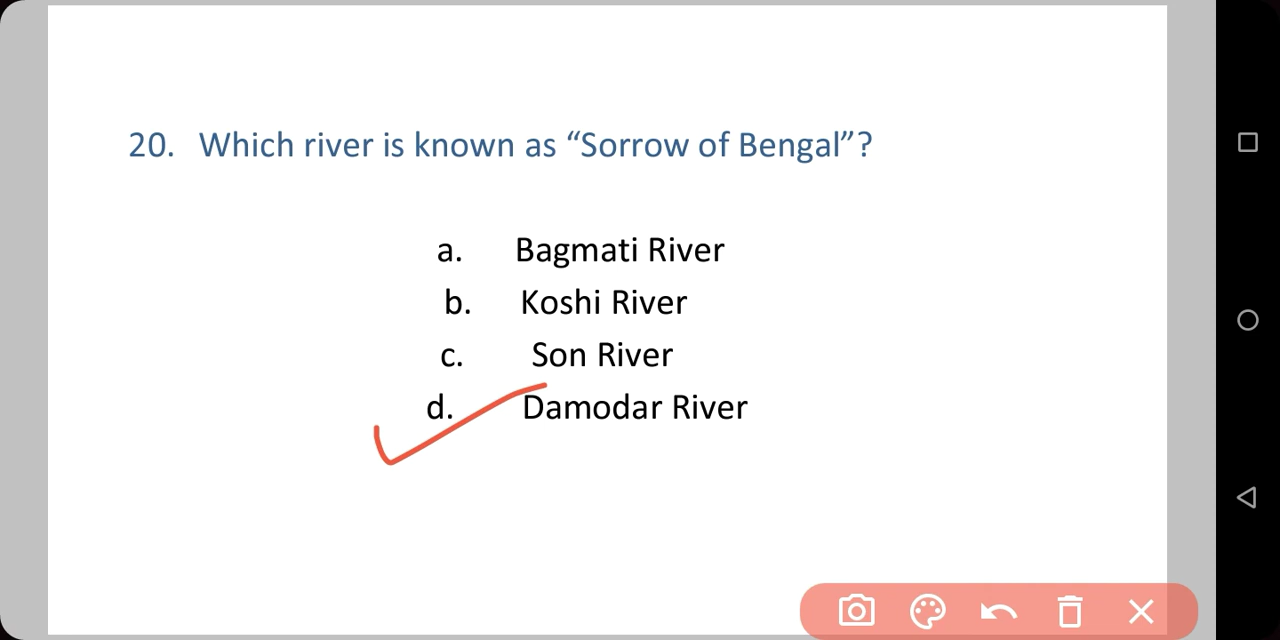 20. Which river is known as “Sorrow of Bengal”?
a. Bagmati River
b. Koshi River
c. Son River
d. Damodar River